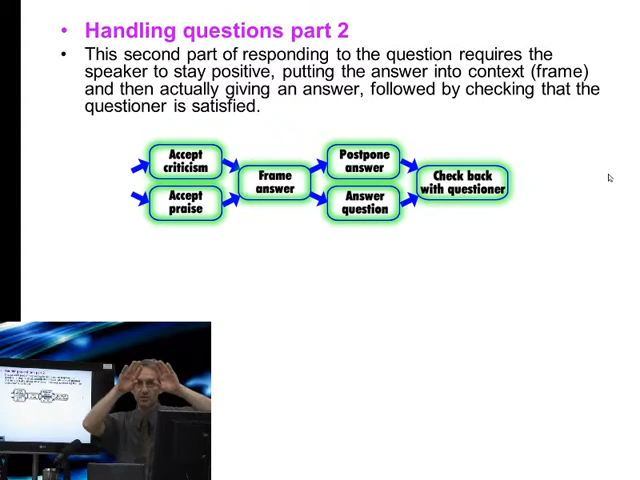 Handling questions part 2
This second part of responding to the question requires the
speaker to stay positive, putting the answer into context (frame)
and then actually giving an answer, followed by checking that the
questioner is satisfied.
Accept
criticism
Accept
praise
Frame
answer
Postpone
answer
Answer
question
Check back
with questioner